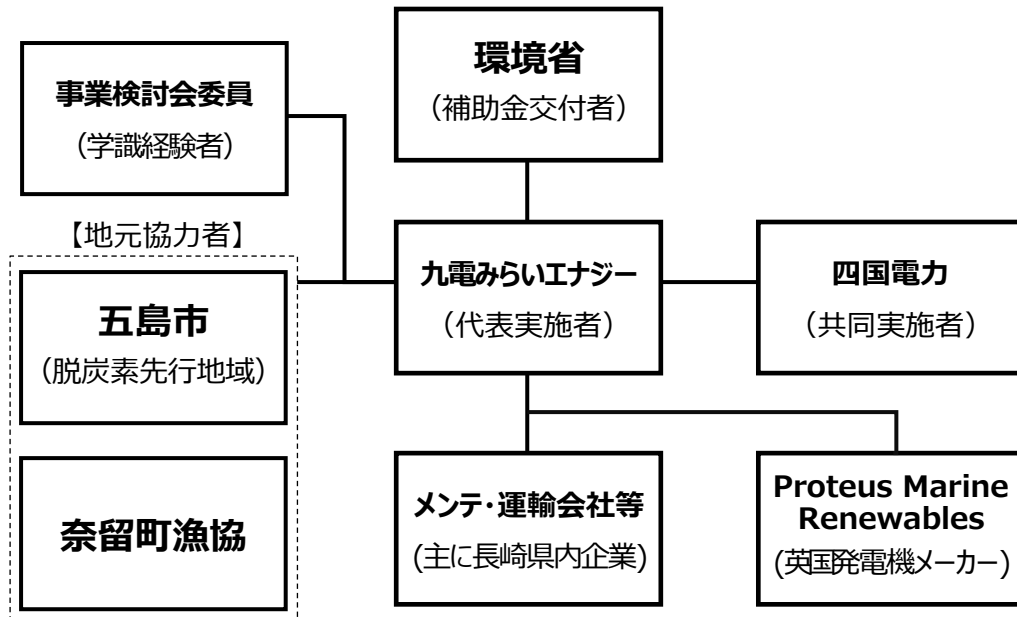 環境省
（補助金交付者）
事業検討会委員
（学識経験者）
【地元協力者】
五島市
（脱炭素先行地域）
奈留町漁協
九電みらいエナジー
（代表実施者）
四国電力
（共同実施者）
メンテ・運輸会社等
(主に長崎県内企業)
Proteus Marine
Renewables
(英国発電機メーカー)